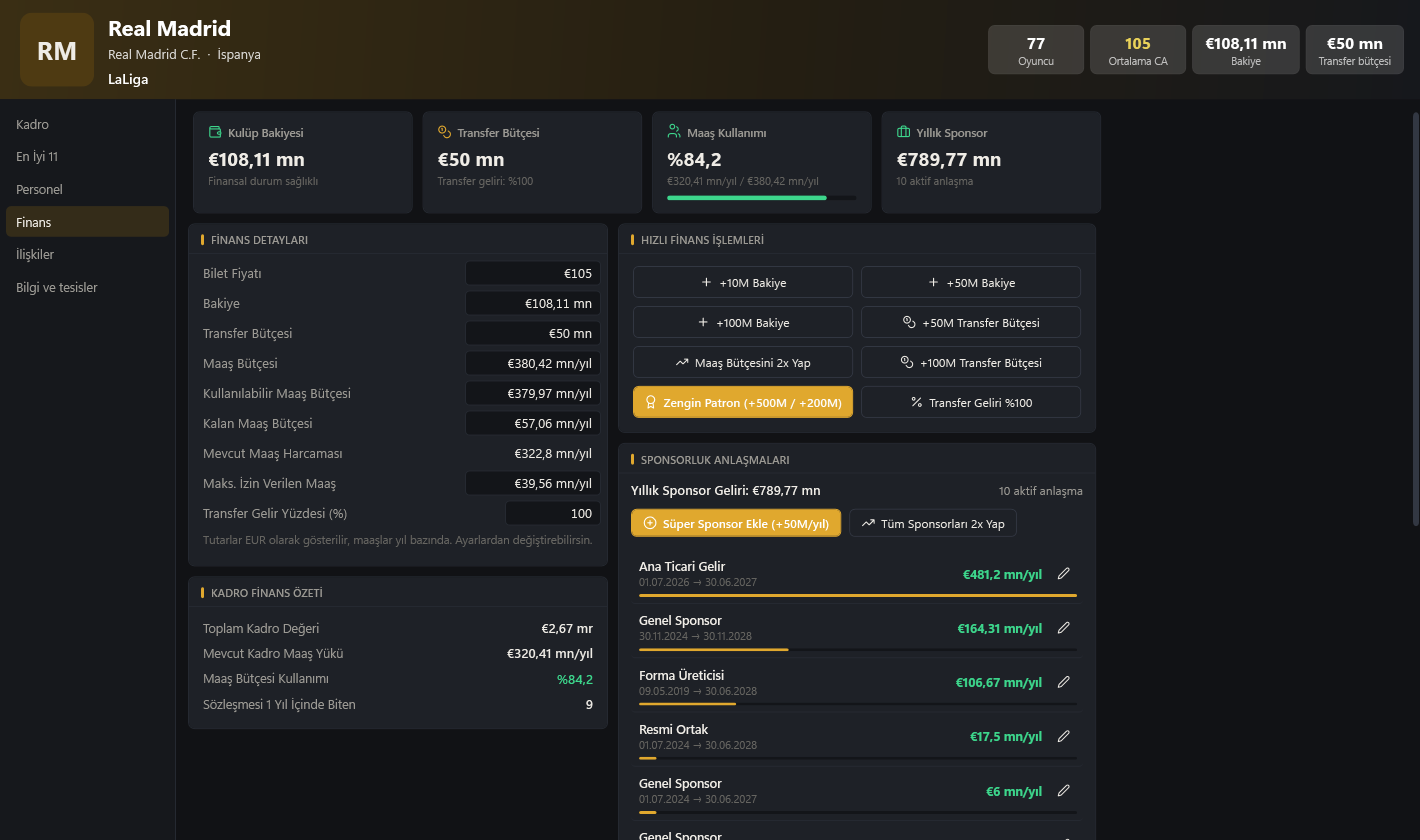 RM
Real Madrid
Real Madrid C.F. · İspanya
LaLiga
77
Oyuncu
105
Ortalama CA
€108,11 mn
Bakiye
€50 mn
Transfer bütçesi
Kadro
En İyi 11
Personel
Finans
İlişkiler
Bilgi ve tesisler
Kulüp Bakiyesi
€108,11 mn
Finansal durum sağlıklı
Transfer Bütçesi
€50 mn
Transfer geliri: %100
Maaş Kullanımı
%84,2
€320,41 mn/yıl / €380,42 mn/yıl
Yıllık Sponsor
€789,77 mn
10 aktif anlaşma
FİNANS DETAYLARI
Bilet Fiyatı €105
Bakiye €108,11 mn
Transfer Bütçesi €50 mn
Maaş Bütçesi €380,42 mn/yıl
Kullanılabilir Maaş Bütçesi €379,97 mn/yıl
Kalan Maaş Bütçesi €57,06 mn/yıl
Mevcut Maaş Harcaması €322,8 mn/yıl
Maks. İzin Verilen Maaş €39,56 mn/yıl
Transfer Gelir Yüzdesi (%) 100
Tutarlar EUR olarak gösterilir, maaşlar yıl bazında. Ayarlardan değiştirebilirsin.
KADRO FİNANS ÖZETİ
Toplam Kadro Değeri €2,67 mr
Mevcut Kadro Maaş Yükü €320,41 mn/yıl
Maaş Bütçesi Kullanımı %84,2
Sözleşmesi 1 Yıl İçinde Biten 9
HIZLI FİNANS İŞLEMLERİ
+10M Bakiye
+50M Bakiye
+100M Bakiye
+50M Transfer Bütçesi
Maaş Bütçesini 2x Yap
+100M Transfer Bütçesi
Zengin Patron (+500M / +200M)
Transfer Geliri %100
SPONSORLUK ANLAŞMALARI
Yıllık Sponsor Geliri: €789,77 mn 10 aktif anlaşma
Süper Sponsor Ekle (+50M/yıl)
Tüm Sponsorları 2x Yap
Ana Ticari Gelir
01.07.2026 → 30.06.2027
€481,2 mn/yıl
Genel Sponsor
30.11.2024 → 30.11.2028
€164,31 mn/yıl
Forma Üreticisi
09.05.2019 → 30.06.2028
€106,67 mn/yıl
Resmi Ortak
01.07.2024 → 30.06.2028
€17,5 mn/yıl
Genel Sponsor
01.07.2024 → 30.06.2027
€6 mn/yıl
Genel Sponsor